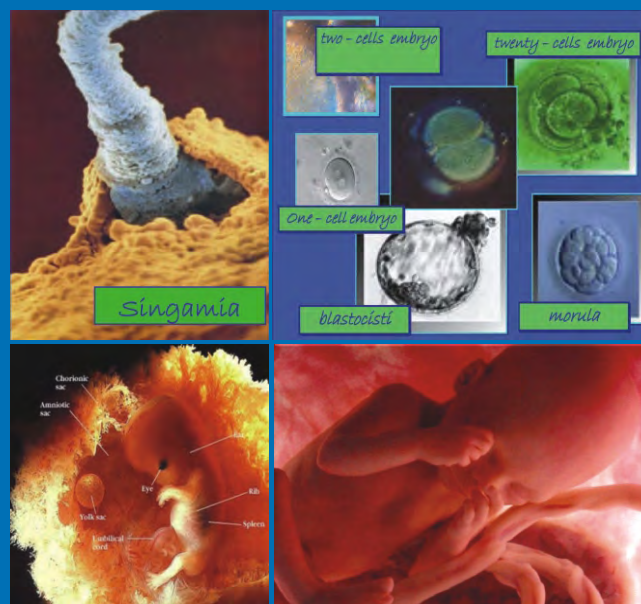 Singamia
two - cells embryo
twenty - cells embryo
One - cell embryo
blastocisti
morula
Chorionic
sac
Amniotic
sac
Eye
Rib
Yolk sac
Spleen
Umbilical
cord